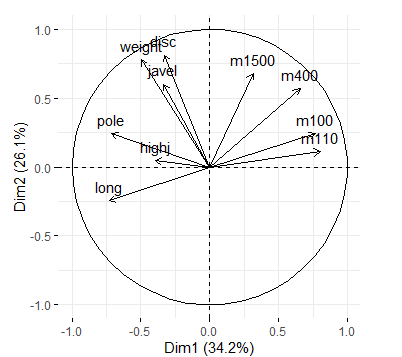 1.0
disc
weight
javel
m1500
m400
0.5
pole
m100
m110
highj
0.0
long
-0.5
-1.0
Dim2 (26.1%)
-1.0 -0.5 0.0 0.5 1.0
Dim1 (34.2%)